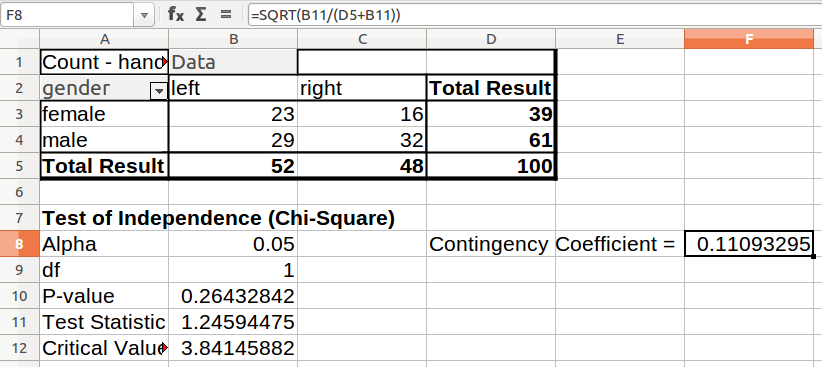 F8 fx Σ = =SQRT(B11/(D5+B11))
A B C D E F
1 Count - hand Data
2 gender left right Total Result
3 female 23 16 39
4 male 29 32 61
5 Total Result 52 48 100
6
7 Test of Independence (Chi-Square)
8 Alpha 0.05 Contingency Coefficient = 0.11093295
9 df 1
10 P-value 0.26432842
11 Test Statistic 1.24594475
12 Critical Value 3.84145882